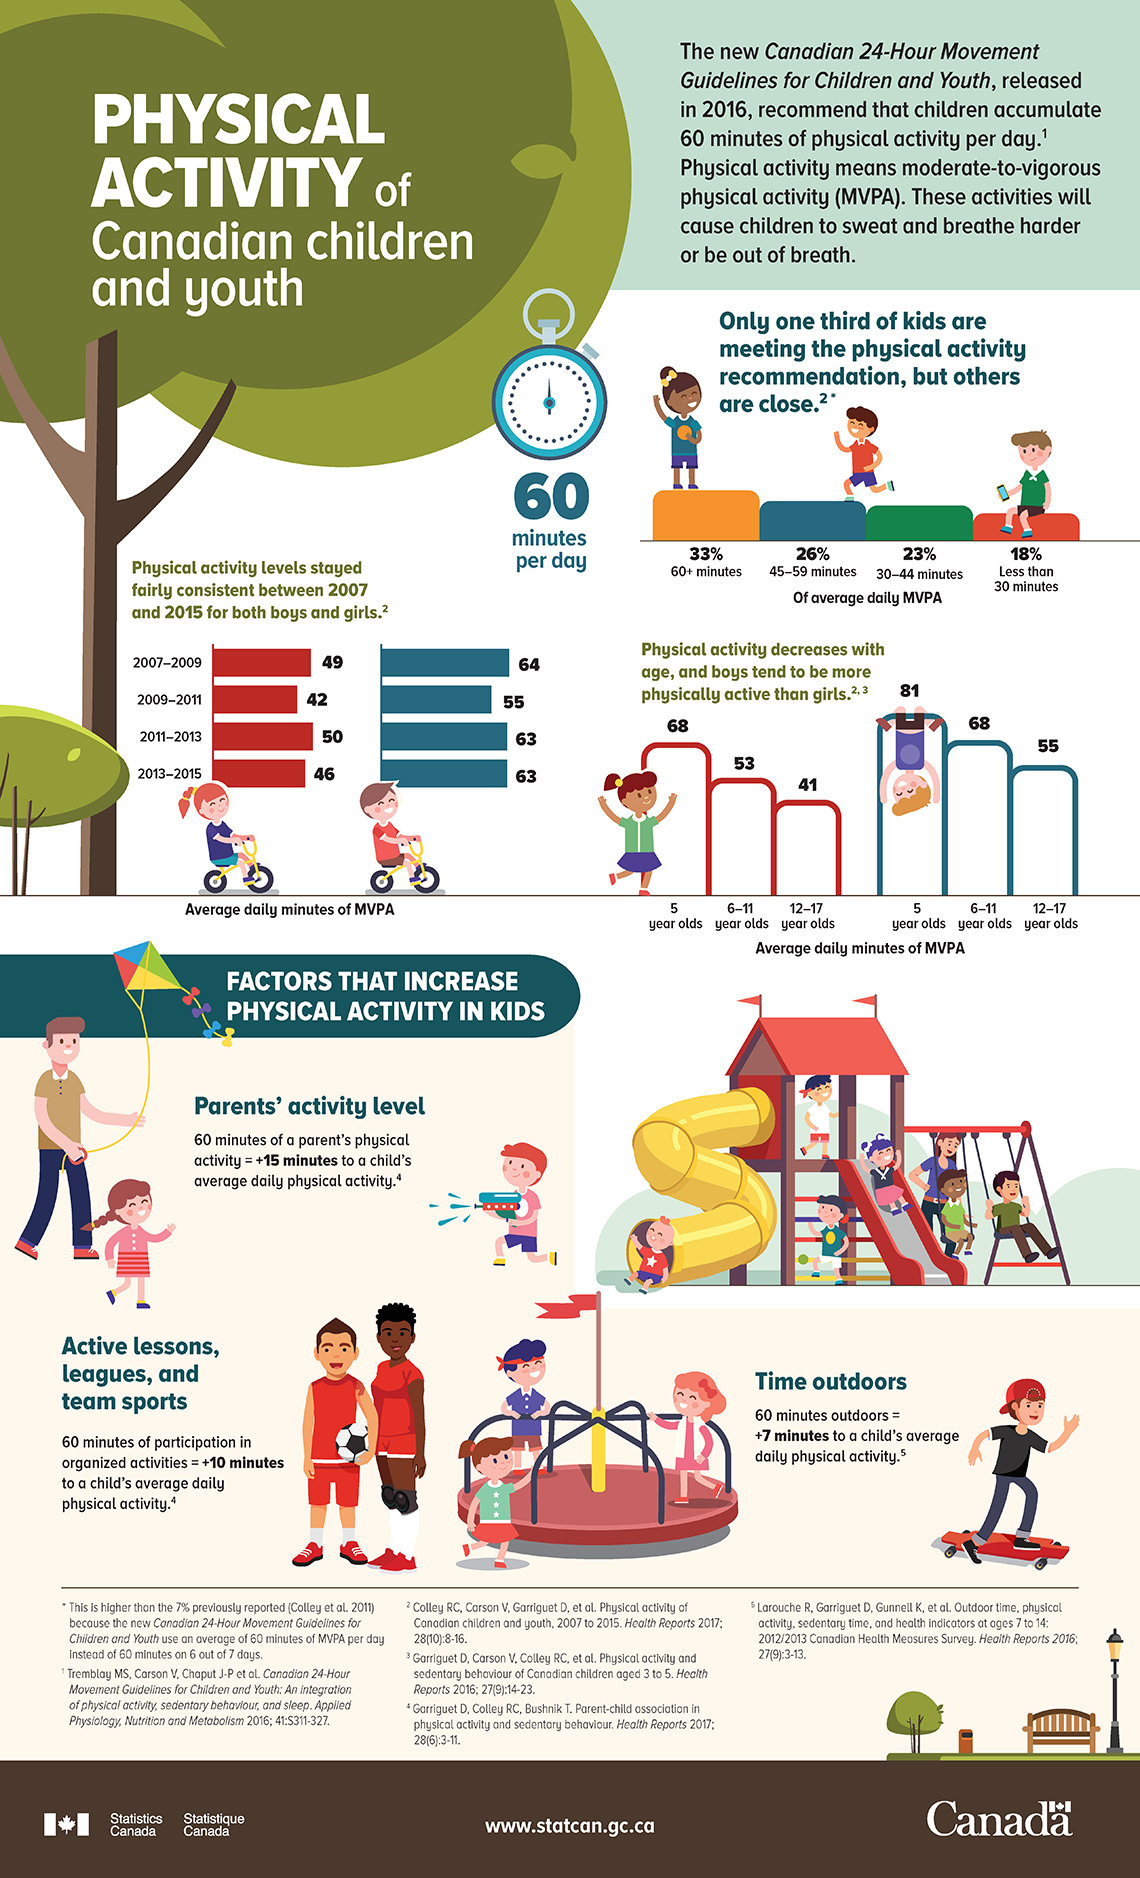 PHYSICAL
ACTIVITY of
Canadian children
and youth
The new Canadian 24-Hour Movement
Guidelines for Children and Youth, released
in 2016, recommend that children accumulate
60 minutes of physical activity per day.1
Physical activity means moderate-to-vigorous
physical activity (MVPA). These activities will
cause children to sweat and breathe harder
or be out of breath.
60
minutes
per day
Only one third of kids are
meeting the physical activity
recommendation, but others
are close.2 *
33% 26% 23% 18%
60+ minutes 45–59 minutes 30–44 minutes Less than
30 minutes
Of average daily MVPA
Physical activity levels stayed
fairly consistent between 2007
and 2015 for both boys and girls.2
2007–2009 49 64
2009–2011 42 55
2011–2013 50 63
2013–2015 46 63
Average daily minutes of MVPA
Physical activity decreases with
age, and boys tend to be more
physically active than girls.2, 3
68 53 41 81 68 55
5 6–11 12–17 5 6–11 12–17
year olds year olds year olds year olds year olds year olds
Average daily minutes of MVPA
FACTORS THAT INCREASE
PHYSICAL ACTIVITY IN KIDS
Parents' activity level
60 minutes of a parent's physical
activity = +15 minutes to a child's
average daily physical activity.4
Active lessons,
leagues, and
team sports
60 minutes of participation in
organized activities = +10 minutes
to a child's average daily
physical activity.4
Time outdoors
60 minutes outdoors =
+7 minutes to a child's average
daily physical activity.5
* This is higher than the 7% previously reported (Colley et al. 2011)
because the new Canadian 24-Hour Movement Guidelines for
Children and Youth use an average of 60 minutes of MVPA per day
instead of 60 minutes on 6 out of 7 days.
1 Tremblay MS, Carson V, Chaput J-P et al. Canadian 24-Hour
Movement Guidelines for Children and Youth: An integration
of physical activity, sedentary behaviour, and sleep. Applied
Physiology, Nutrition and Metabolism 2016; 41:S311-327.
2 Colley RC, Carson V, Garriguet D, et al. Physical activity of
Canadian children and youth, 2007 to 2015. Health Reports 2017;
28(10):8-16.
3 Garriguet D, Carson V, Colley RC, et al. Physical activity and
sedentary behaviour of Canadian children aged 3 to 5. Health
Reports 2016; 27(9):14-23.
4 Garriguet D, Colley RC, Bushnik T. Parent-child association in
physical activity and sedentary behaviour. Health Reports 2017;
28(6):3-11.
5 Larouche R, Garriguet D, Gunnell K, et al. Outdoor time, physical
activity, sedentary time, and health indicators at ages 7 to 14:
2012/2013 Canadian Health Measures Survey. Health Reports 2016;
27(9):3-13.
Statistics Statistique
Canada Canada
www.statcan.gc.ca
Canada